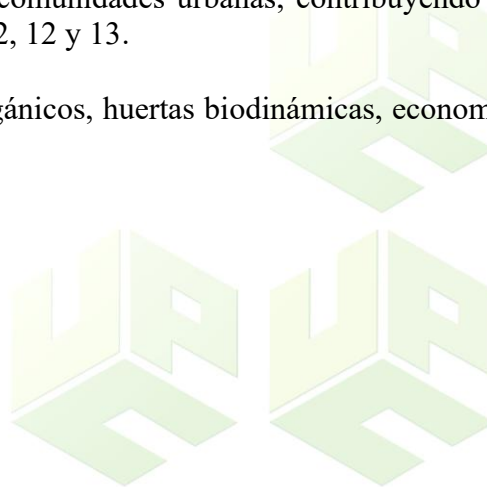 comunidades urbanas, contribuyendo
2, 12 y 13.
gánicos, huertas biodinámicas, econom